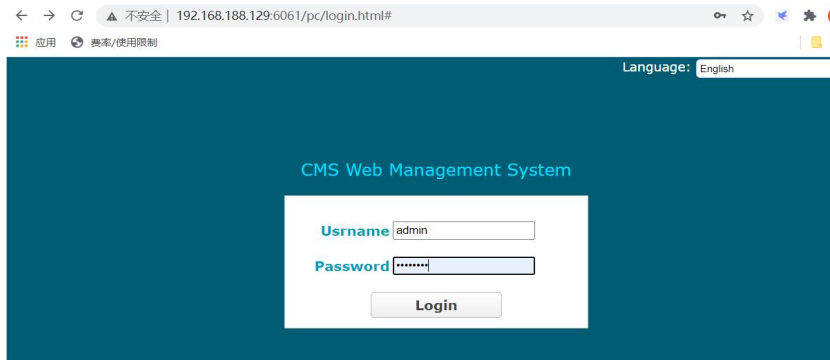 不安全 | 192.168.188.129:6061/pc/login.html#
应用 赛率/使用限制
Language: English
CMS Web Management System
Usrname admin
Password ••••••••
Login